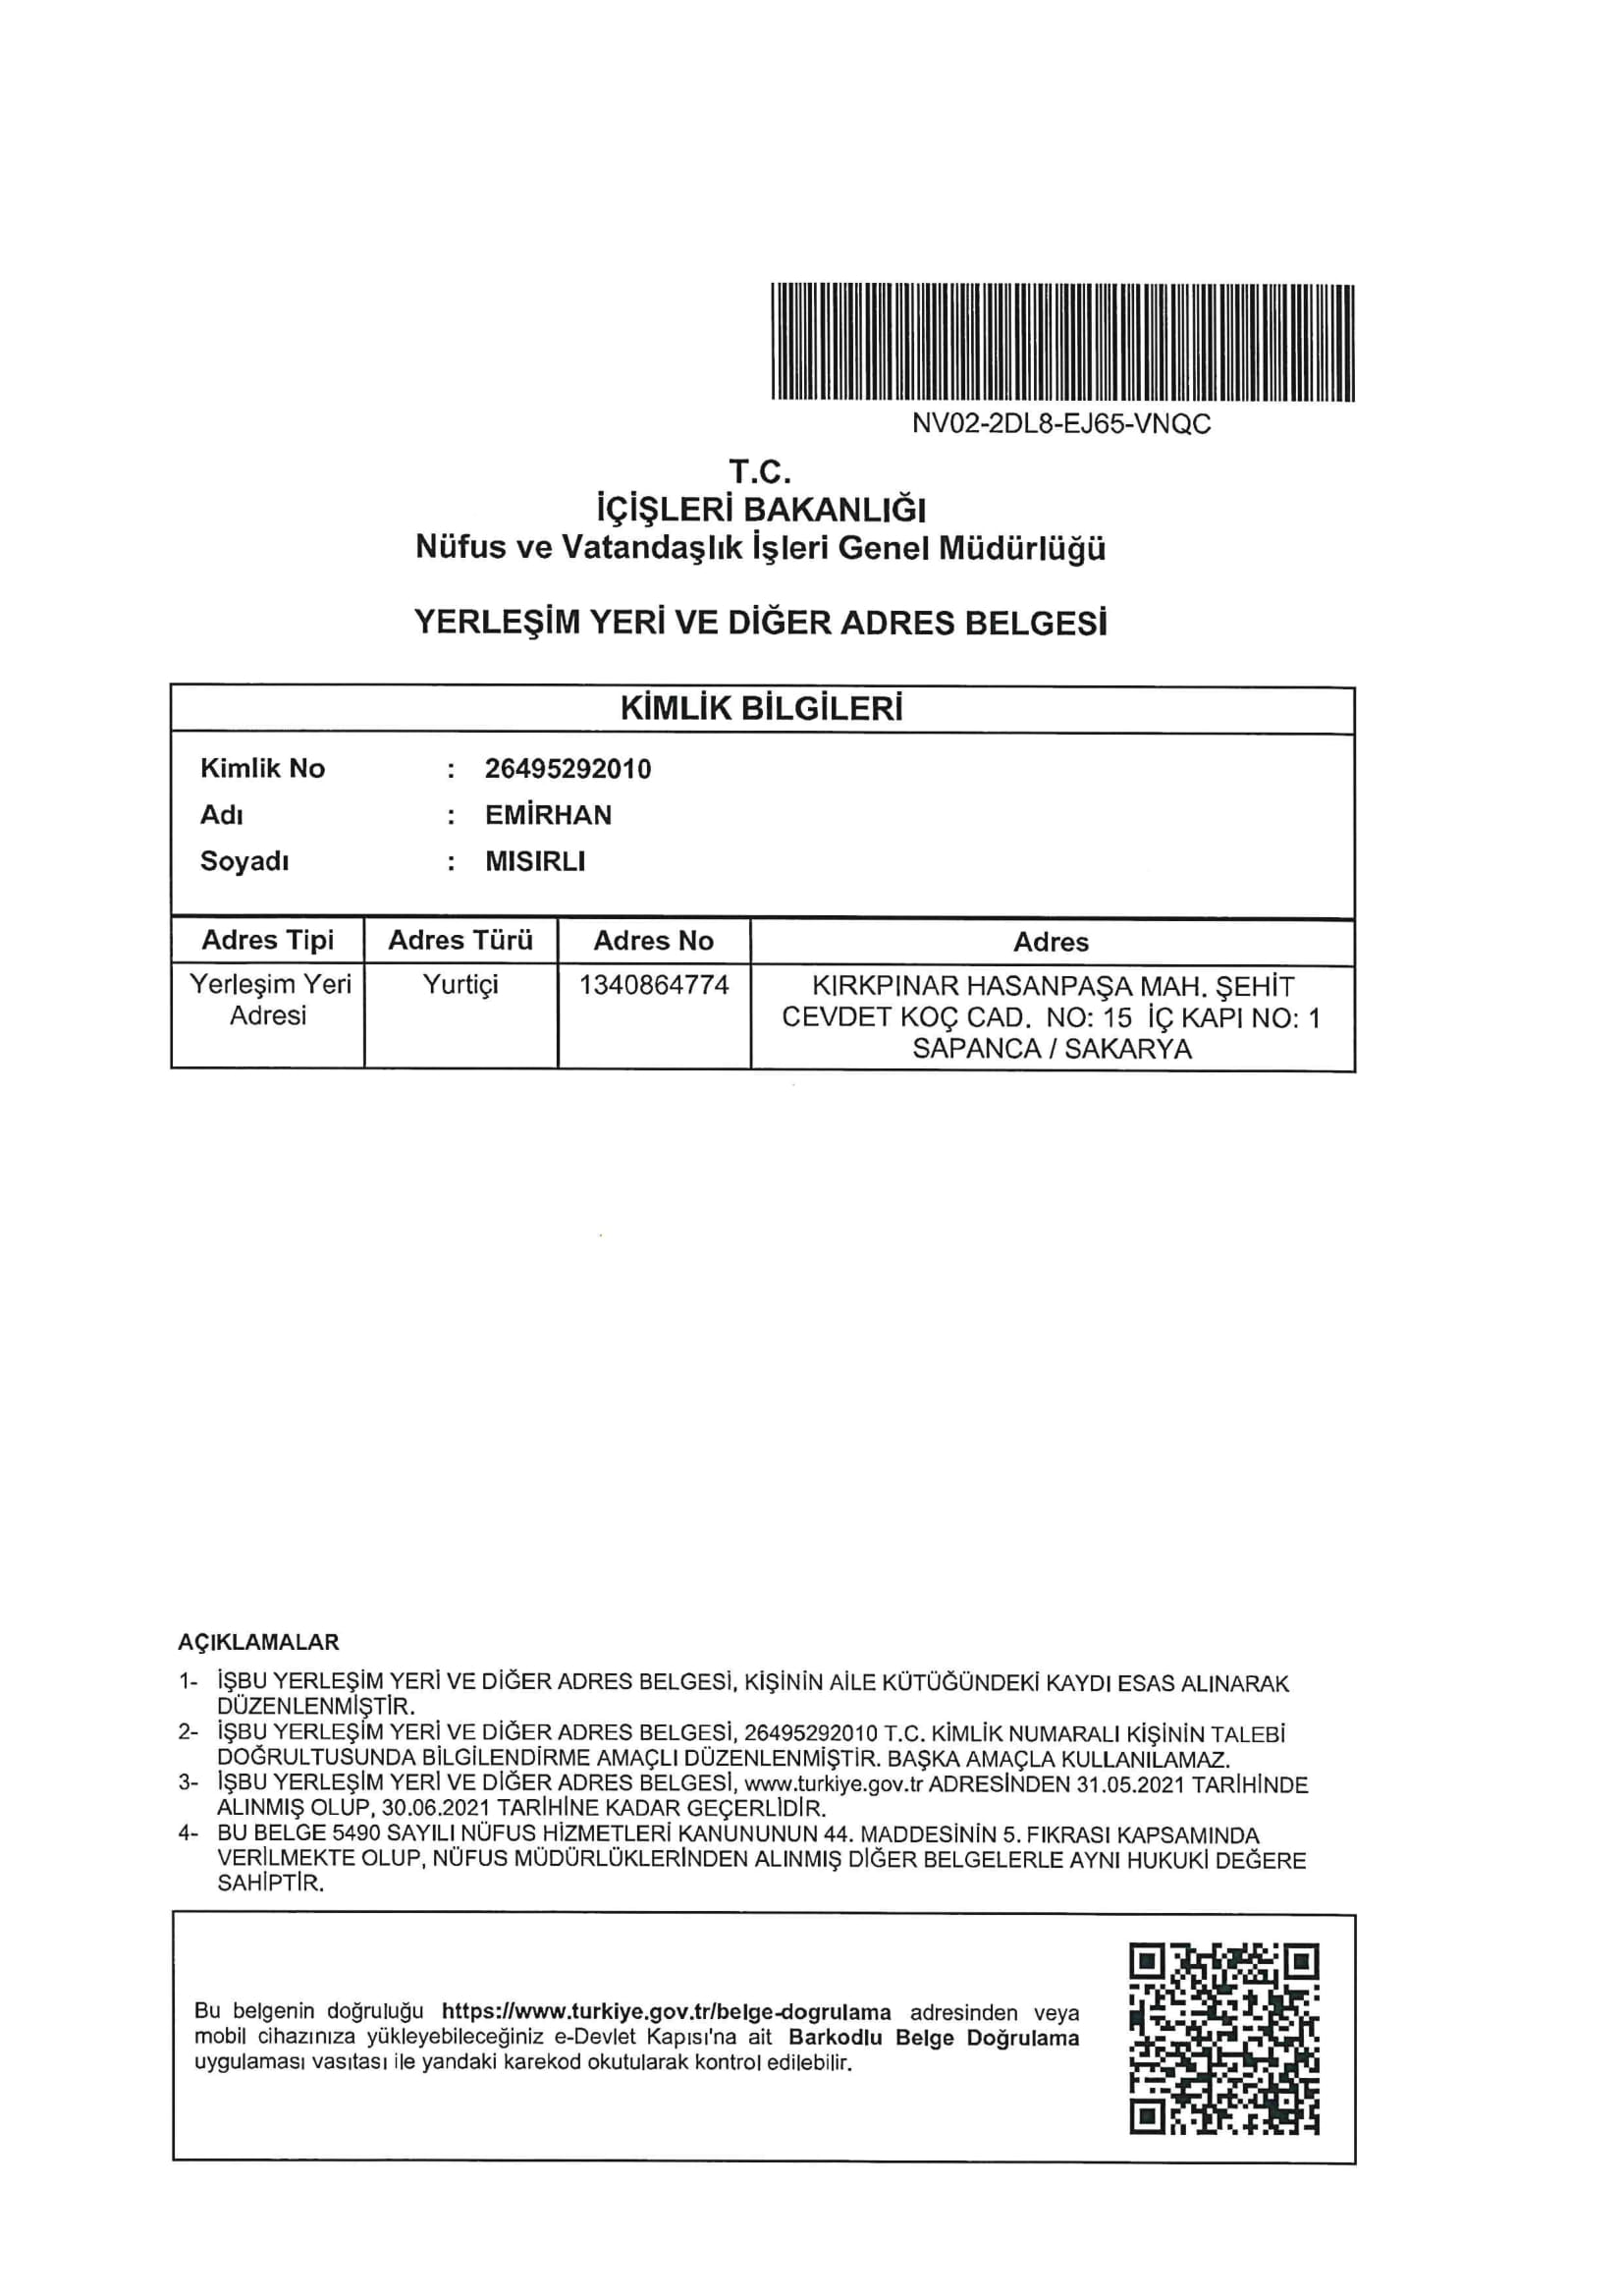 NV02-2DL8-EJ65-VNQC
T.C.
İÇİŞLERİ BAKANLIĞI
Nüfus ve Vatandaşlık İşleri Genel Müdürlüğü
YERLEŞİM YERİ VE DİĞER ADRES BELGESİ
KİMLİK BİLGİLERİ
Kimlik No : 26495292010
Adı : EMİRHAN
Soyadı : MISIRLI
Adres Tipi Adres Türü Adres No Adres
Yerleşim Yeri Yurtiçi 1340864774 KIRKPINAR HASANPAŞA MAH. ŞEHİT
Adresi CEVDET KOÇ CAD. NO: 15 İÇ KAPI NO: 1
SAPANCA / SAKARYA
AÇIKLAMALAR
1- İŞBU YERLEŞİM YERİ VE DİĞER ADRES BELGESİ, KİŞİNİN AİLE KÜTÜĞÜNDEKİ KAYDI ESAS ALINARAK
DÜZENLENMİŞTİR.
2- İŞBU YERLEŞİM YERİ VE DİĞER ADRES BELGESİ, 26495292010 T.C. KİMLİK NUMARALI KİŞİNİN TALEBİ
DOĞRULTUSUNDA BİLGİLENDİRME AMAÇLI DÜZENLENMİŞTİR. BAŞKA AMAÇLA KULLANILAMAZ.
3- İŞBU YERLEŞİM YERİ VE DİĞER ADRES BELGESİ, www.turkiye.gov.tr ADRESİNDEN 31.05.2021 TARİHİNDE
ALINMIŞ OLUP, 30.06.2021 TARİHİNE KADAR GEÇERLİDİR.
4- BU BELGE 5490 SAYILI NÜFUS HİZMETLERİ KANUNUNUN 44. MADDESİNİN 5. FIKRASI KAPSAMINDA
VERİLMEKTE OLUP, NÜFUS MÜDÜRLÜKLERİNDEN ALINMIŞ DİĞER BELGELERLE AYNI HUKUKİ DEĞERE
SAHİPTİR.
Bu belgenin doğruluğu https://www.turkiye.gov.tr/belge-dogrulama adresinden veya
mobil cihazınıza yükleyebileceğiniz e-Devlet Kapısı'na ait Barkodlu Belge Doğrulama
uygulaması vasıtası ile yandaki karekod okutularak kontrol edilebilir.